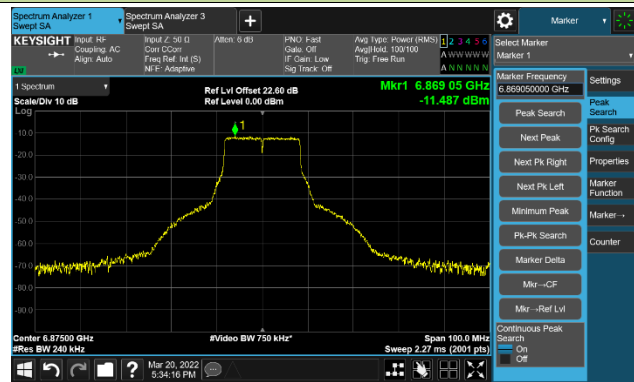 Spectrum Analyzer 1
Swept SA
Spectrum Analyzer 3
Swept SA
Marker
KEYSIGHT
Input: RF
Coupling: AC
Align: Auto
Input Z: 50 Ω
Corr CCorr
Freq Ref: Int (S)
NFE: Adaptive
Atten: 6 dB
PNO: Fast
Gate: Off
IF Gain: Low
Sig Track: Off
Avg Type: Power (RMS)
Avg|Hold: 100/100
Trig: Free Run
1 2 3 4 5 6
A W W W W W
A N N N N N
Select Marker
Marker 1
1 Spectrum
Scale/Div 10 dB
Log
Ref Lvl Offset 22.60 dB
Ref Level 0.00 dBm
Mkr1 6.869 05 GHz
-11.487 dBm
1
-10.0
-20.0
-30.0
-40.0
-50.0
-60.0
-70.0
-80.0
-90.0
Center 6.87500 GHz
#Res BW 240 kHz
#Video BW 750 kHz*
Span 100.0 MHz
Sweep 2.27 ms (2001 pts)
Marker Frequency
6.869050000 GHz
Peak Search
Next Peak
Next Pk Right
Next Pk Left
Minimum Peak
Pk-Pk Search
Marker Delta
Mkr→CF
Mkr→Ref Lvl
Continuous Peak
Search
On
Off
Settings
Peak
Search
Pk Search
Config
Properties
Marker
Function
Marker→
Counter
Mar 20, 2022
5:34:16 PM